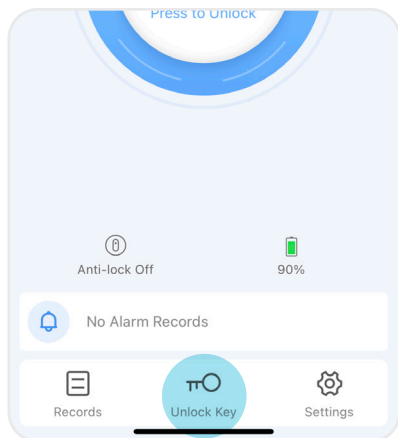 Press to Unlock
Anti-lock Off
90%
No Alarm Records
Records
Unlock Key
Settings